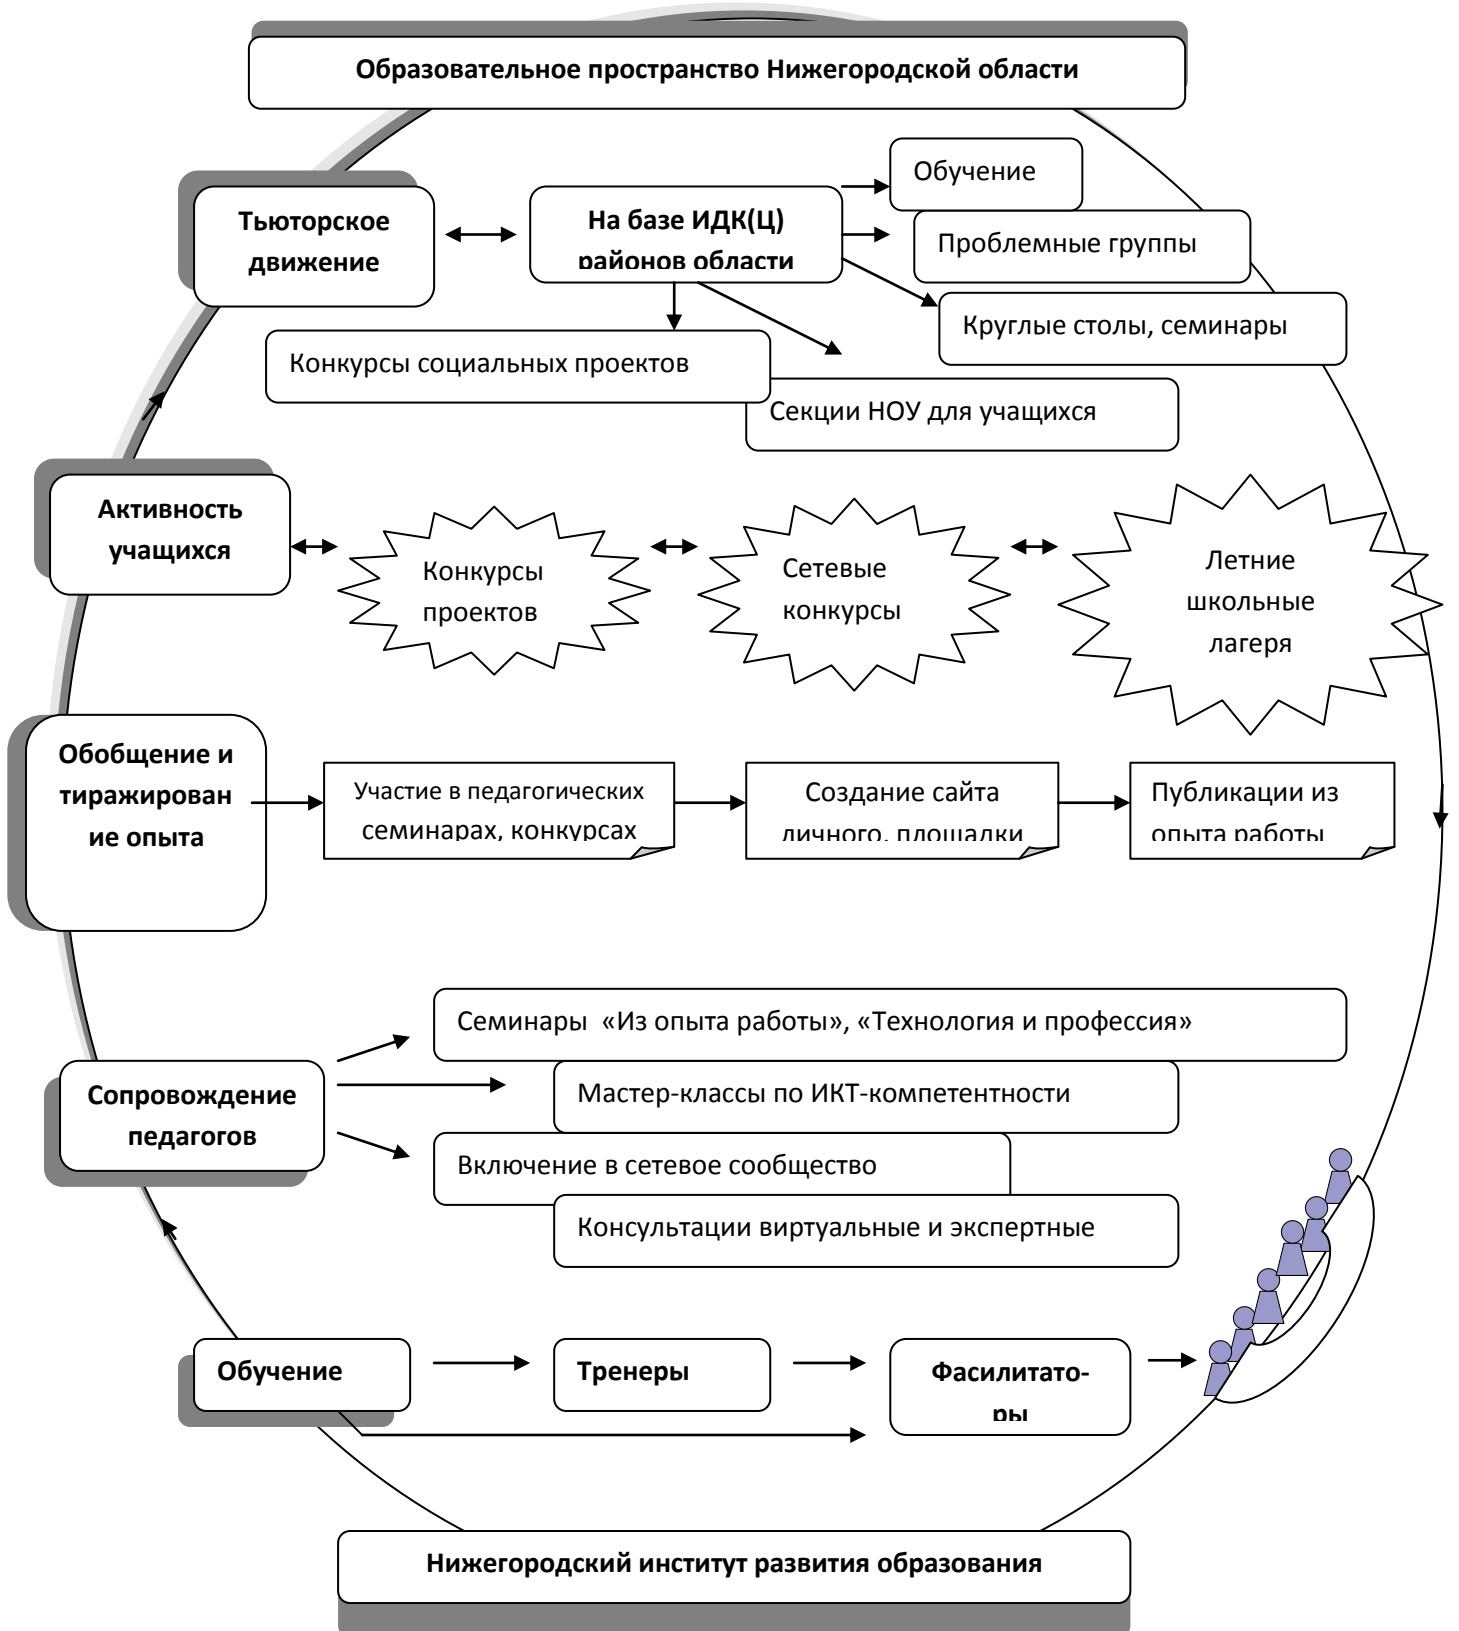 Образовательное пространство Нижегородской области
Обучение
Тьюторское
движение
На базе ИДК(Ц)
районов области
Проблемные группы
Круглые столы, семинары
Конкурсы социальных проектов
Секции НОУ для учащихся
Активность
учащихся
Конкурсы
проектов
Сетевые
конкурсы
Летние
школьные
лагеря
Обобщение и
тиражирован
ие опыта
Участие в педагогических
семинарах, конкурсах
Создание сайта
личного, площадки
Публикации из
опыта работы
Семинары «Из опыта работы», «Технология и профессия»
Сопровождение
педагогов
Мастер-классы по ИКТ-компетентности
Включение в сетевое сообщество
Консультации виртуальные и экспертные
Обучение
Тренеры
Фасилитато-
ры
Нижегородский институт развития образования